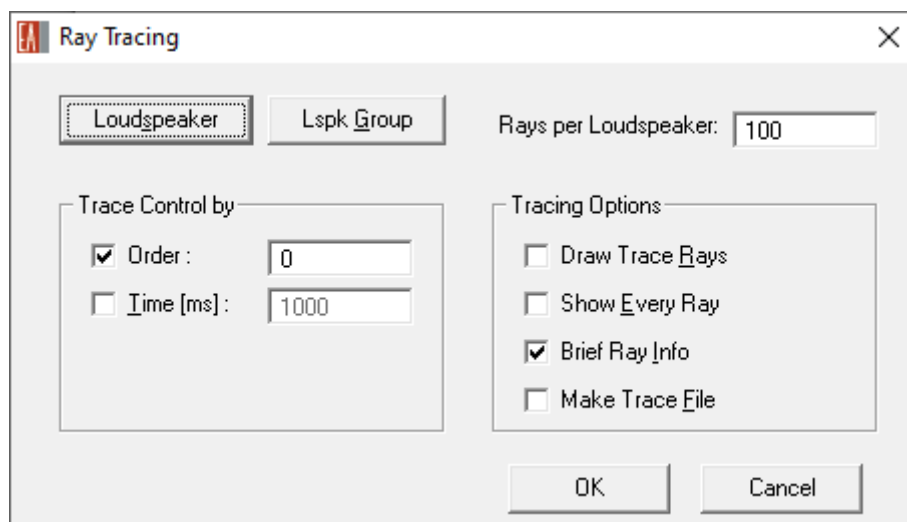 EA Ray Tracing
Loudspeaker Lspk Group Rays per Loudspeaker: 100
Trace Control by
Order : 0
Time [ms] : 1000
Tracing Options
Draw Trace Rays
Show Every Ray
Brief Ray Info
Make Trace File
OK Cancel